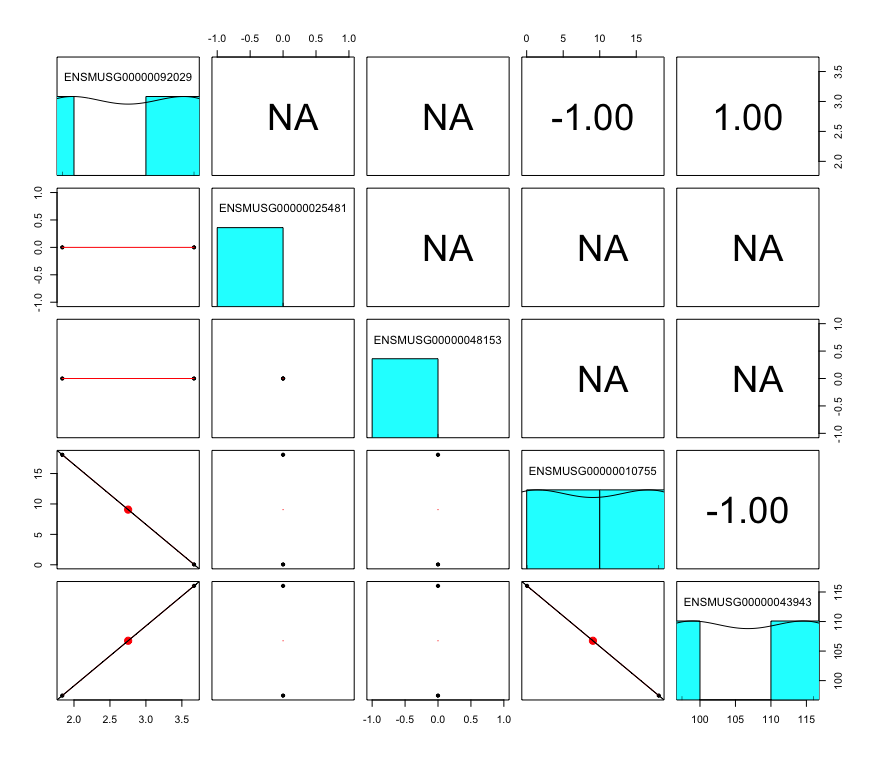 -1.0 -0.5 0.0 0.5 1.0
0 5 10 15
ENSMUSG00000092029
NA
NA
-1.00
1.00
2.0 2.5 3.0 3.5
-1.0 -0.5 0.0 0.5 1.0
ENSMUSG00000025481
NA
NA
NA
ENSMUSG00000048153
NA
NA
-1.0 -0.5 0.0 0.5 1.0
0 5 10 15
ENSMUSG00000010755
-1.00
ENSMUSG00000043943
100 105 110 115
2.0 2.5 3.0 3.5
-1.0 -0.5 0.0 0.5 1.0
100 105 110 115